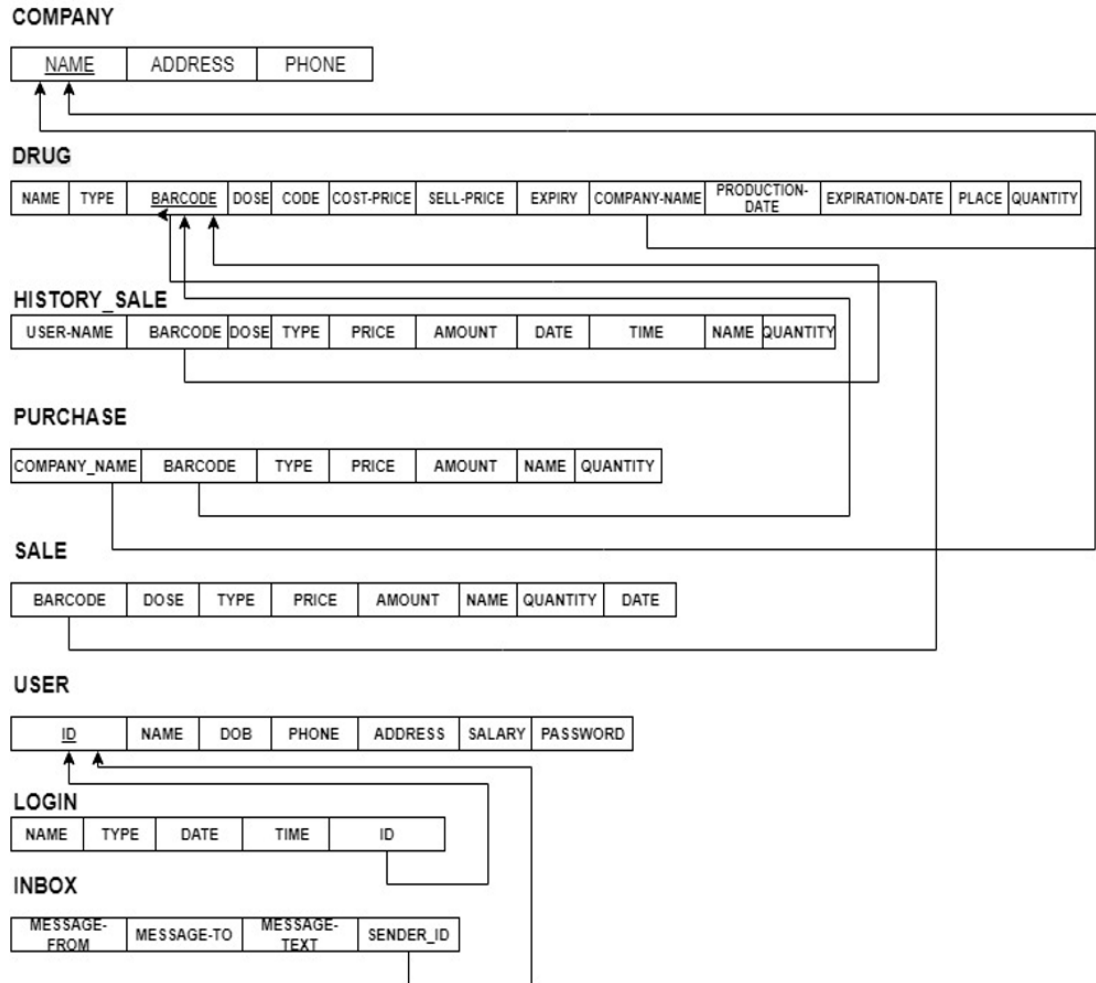 COMPANY
NAME ADDRESS PHONE
DRUG
NAME TYPE BARCODE DOSE CODE COST-PRICE SELL-PRICE EXPIRY COMPANY-NAME PRODUCTION-DATE EXPIRATION-DATE PLACE QUANTITY
HISTORY_SALE
USER-NAME BARCODE DOSE TYPE PRICE AMOUNT DATE TIME NAME QUANTITY
PURCHASE
COMPANY_NAME BARCODE TYPE PRICE AMOUNT NAME QUANTITY
SALE
BARCODE DOSE TYPE PRICE AMOUNT NAME QUANTITY DATE
USER
ID NAME DOB PHONE ADDRESS SALARY PASSWORD
LOGIN
NAME TYPE DATE TIME ID
INBOX
MESSAGE-FROM MESSAGE-TO MESSAGE-TEXT SENDER_ID